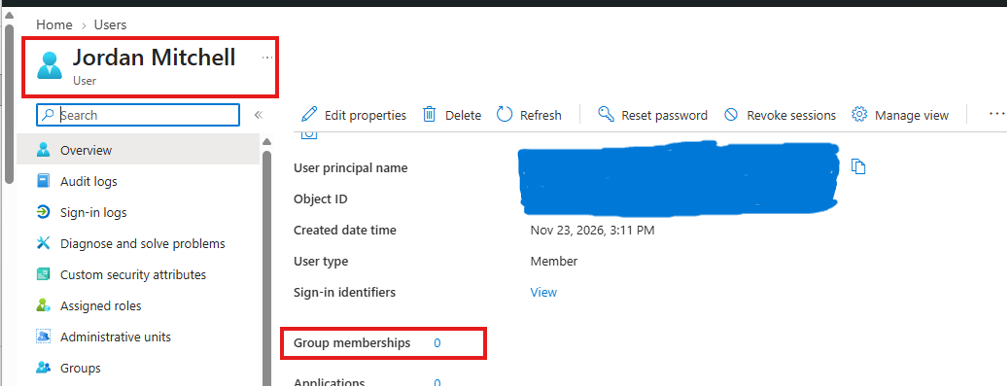 Home > Users
Jordan Mitchell ...
User
Search «
Edit properties Delete Refresh Reset password Revoke sessions Manage view ...
Overview
Audit logs
Sign-in logs
Diagnose and solve problems
Custom security attributes
Assigned roles
Administrative units
Groups
User principal name
Object ID
Created date time Nov 23, 2026, 3:11 PM
User type Member
Sign-in identifiers View
Group memberships 0
Applications 0